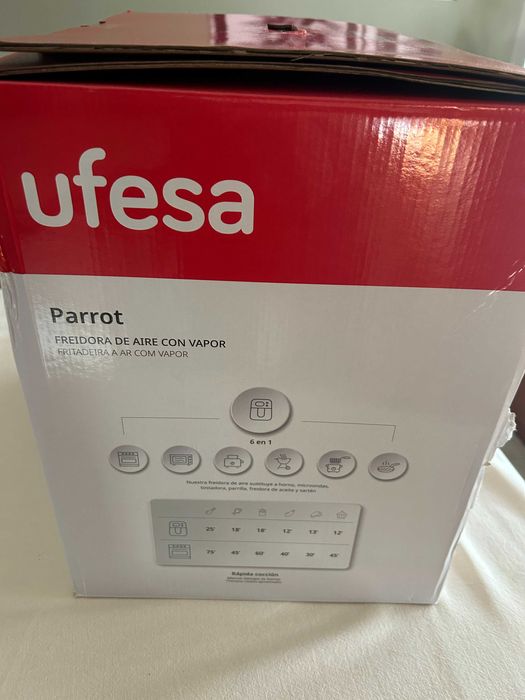 ufesa
Parrot
FREIDORA DE AIRE CON VAPOR
FRITADEIRA A AR COM VAPOR
6 en 1
Nuestra freidora de aire sustituye a horno, microondas,
tostadora, parrilla, freidora de aceite y sartén
25' 18' 18' 12' 13' 12'
75' 45' 60' 40' 30' 45'
Rápida cocción